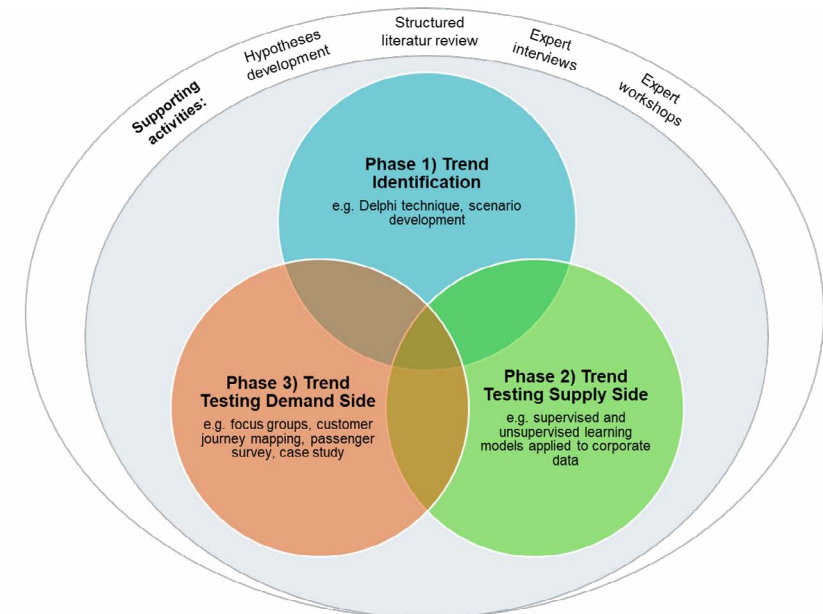 Supporting
activities:
Hypotheses
development
Structured
literatur review
Expert
interviews
Expert
workshops
Phase 1) Trend
Identification
e.g. Delphi technique, scenario
development
Phase 3) Trend
Testing Demand Side
e.g. focus groups, customer
journey mapping, passenger
survey, case study
Phase 2) Trend
Testing Supply Side
e.g. supervised and
unsupervised learning
models applied to corporate
data